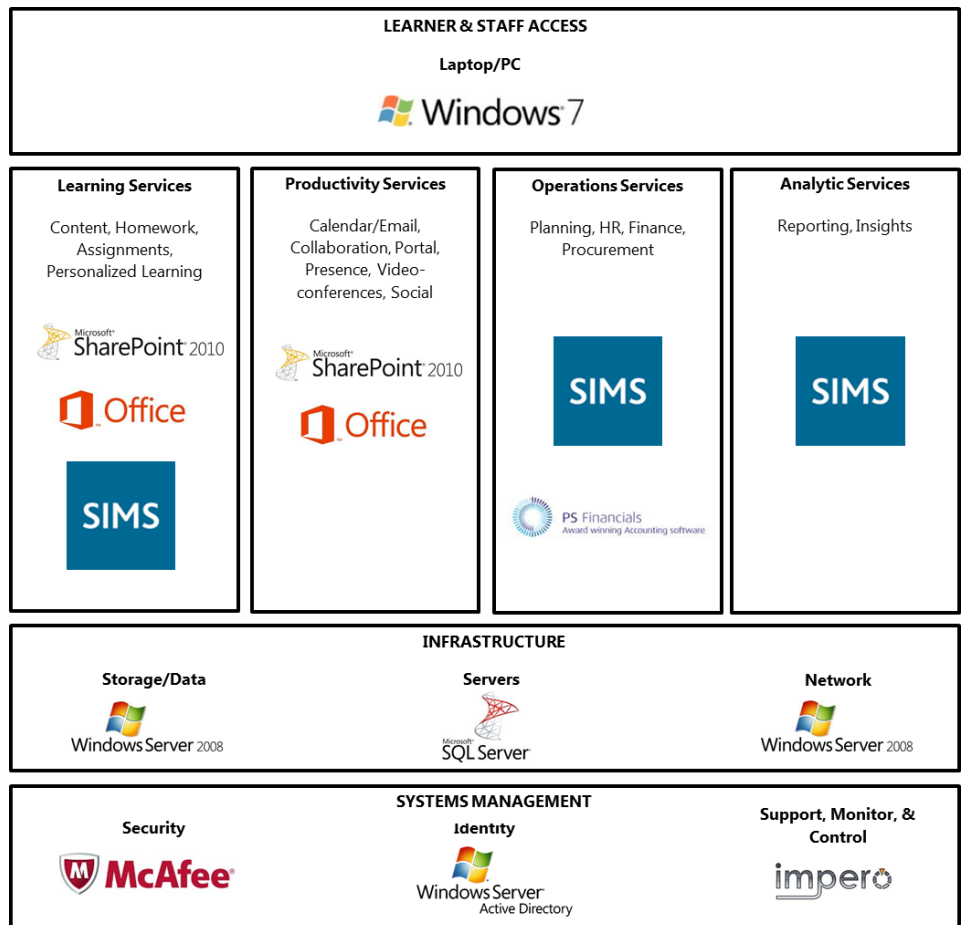 LEARNER & STAFF ACCESS
Laptop/PC
Windows 7
Learning Services
Content, Homework,
Assignments,
Personalized Learning
Microsoft
SharePoint 2010
Office
SIMS
Productivity Services
Calendar/Email,
Collaboration, Portal,
Presence, Video-
conferences, Social
Microsoft
SharePoint 2010
Office
Operations Services
Planning, HR, Finance,
Procurement
SIMS
PS Financials
Award winning Accounting software
Analytic Services
Reporting, Insights
SIMS
INFRASTRUCTURE
Storage/Data
Windows Server 2008
Servers
Microsoft
SQL Server
Network
Windows Server 2008
SYSTEMS MANAGEMENT
Security
McAfee
Identity
Windows Server
Active Directory
Support, Monitor, &
Control
impero